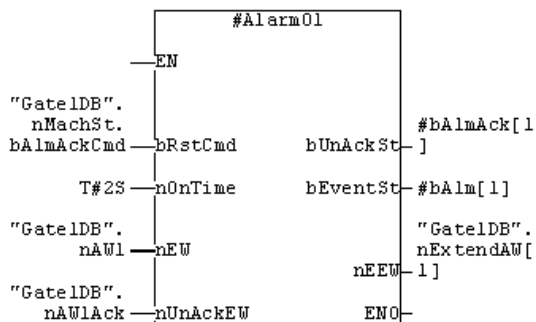 #Alarm01
EN
"Gate1DB".
nMachSt.
bAlmAckCmd
bRstCmd
bUnAckSt
#bAlmAck[1
]
T#2S
nOnTime
bEventSt
#bAlm[1]
"Gate1DB".
nAW1
nEW
"Gate1DB".
nExtendAW[
nEEW
1]
"Gate1DB".
nAW1Ack
nUnAckEW
ENO